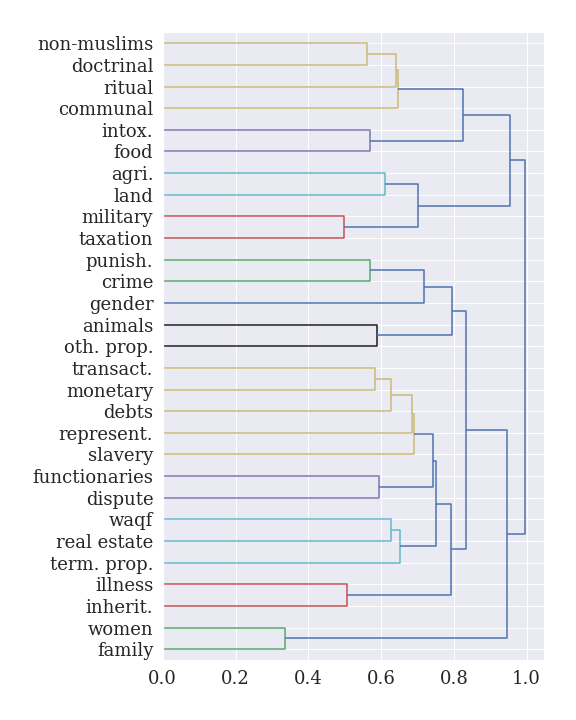 non-muslims
doctrinal
ritual
communal
intox.
food
agri.
land
military
taxation
punish.
crime
gender
animals
oth. prop.
transact.
monetary
debts
represent.
slavery
functionaries
dispute
waqf
real estate
term. prop.
illness
inherit.
women
family
0.0 0.2 0.4 0.6 0.8 1.0